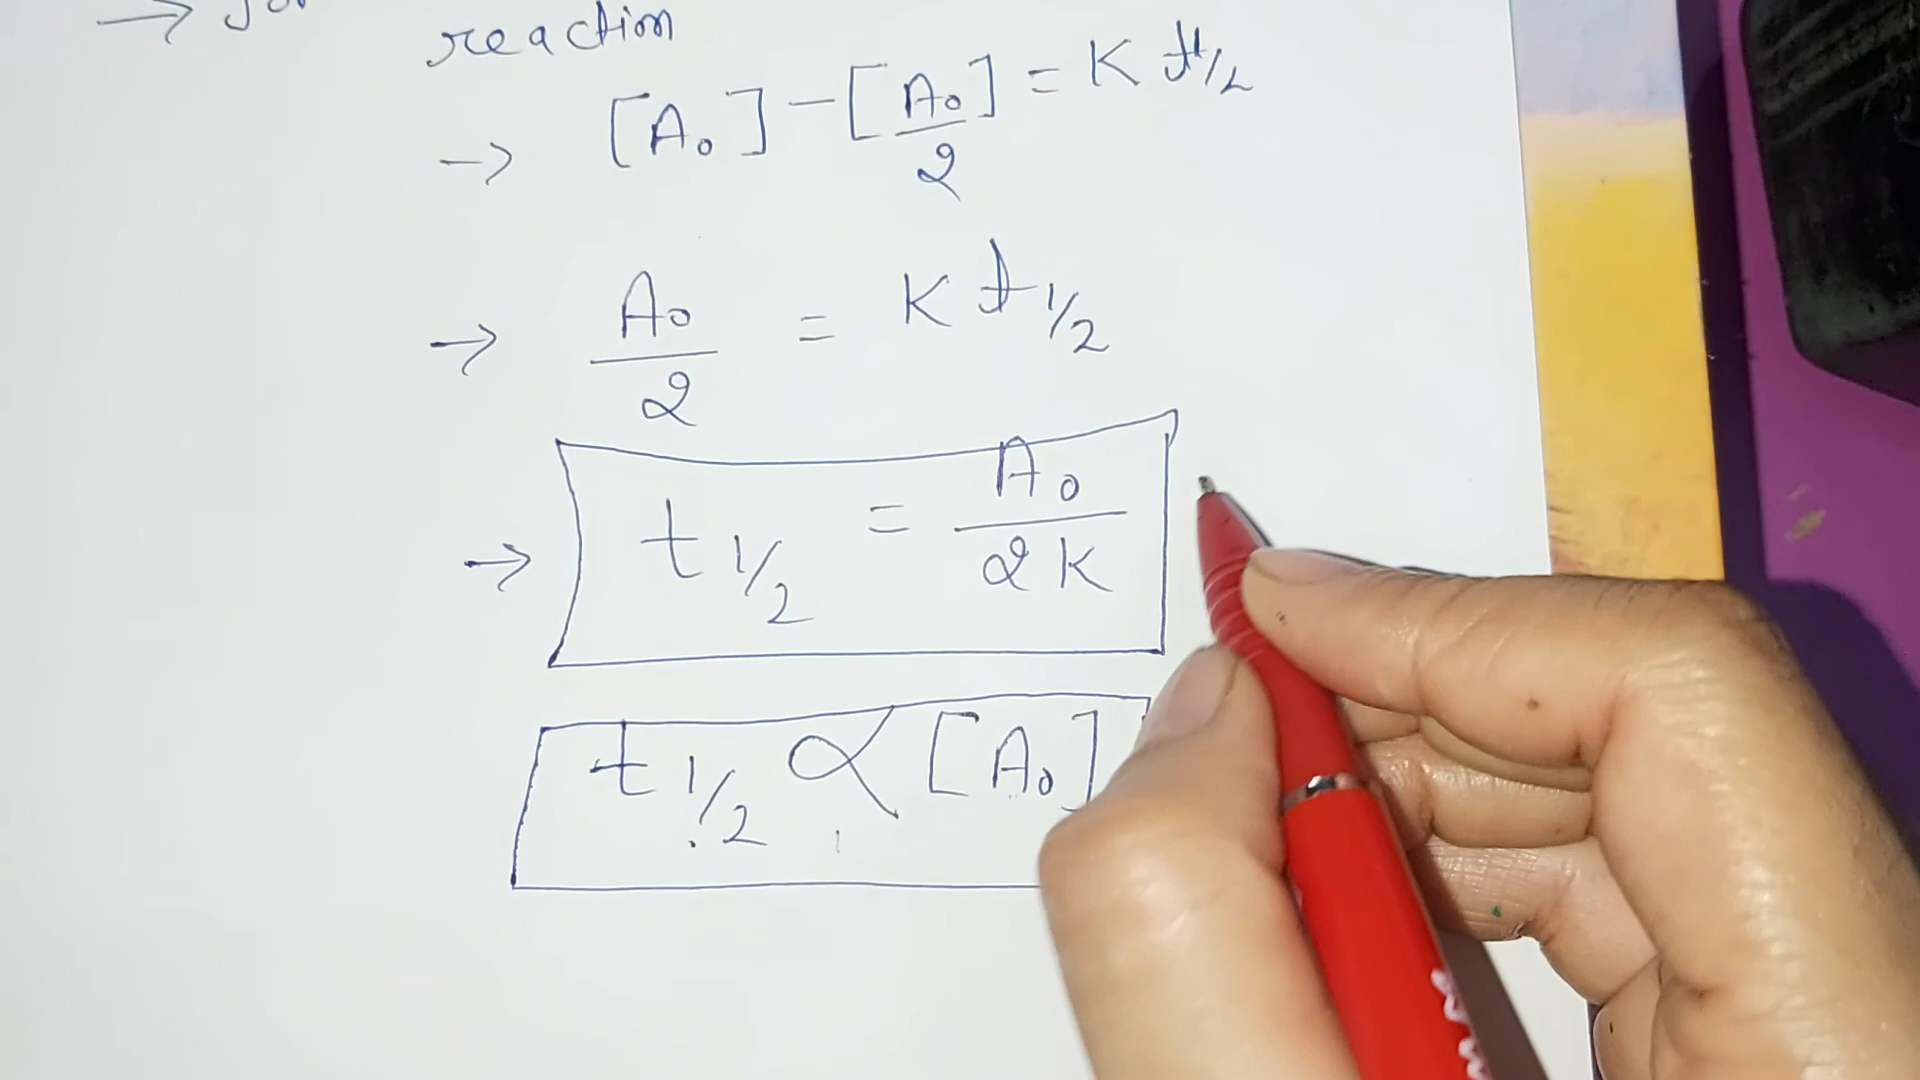 →
reaction
→ [A₀] - [A₀/2] = K t1/2
→ A₀/2 = K t1/2
→ t1/2 = A₀/2K
t1/2 ∝ [A₀]